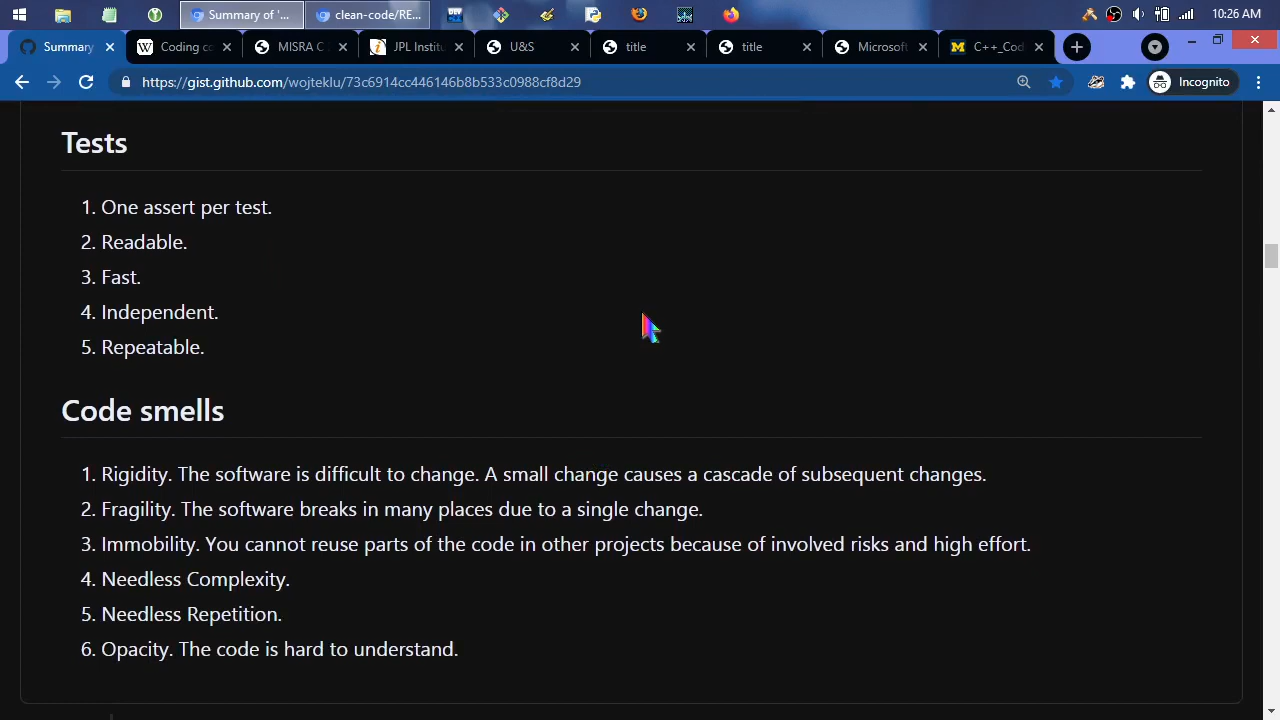 Summary of '...
clean-code/RE...
10:26 AM
Summary
Coding co
MISRA C
JPL Institu
U&S
title
title
Microsoft
C++_Cod
https://gist.github.com/wojteklu/73c6914cc446146b8b533c0988cf8d29
Incognito
Tests
1. One assert per test.
2. Readable.
3. Fast.
4. Independent.
5. Repeatable.
Code smells
1. Rigidity. The software is difficult to change. A small change causes a cascade of subsequent changes.
2. Fragility. The software breaks in many places due to a single change.
3. Immobility. You cannot reuse parts of the code in other projects because of involved risks and high effort.
4. Needless Complexity.
5. Needless Repetition.
6. Opacity. The code is hard to understand.